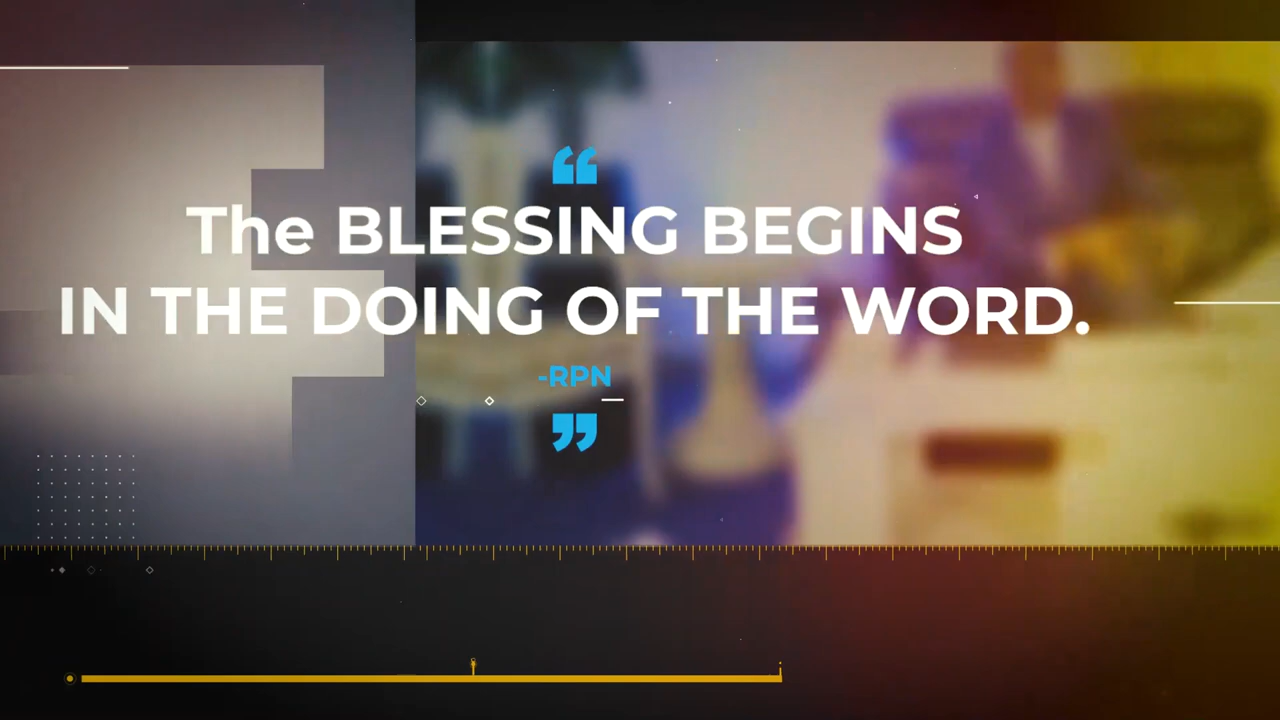 “
The BLESSING BEGINS
IN THE DOING OF THE WORD.
-RPN
”